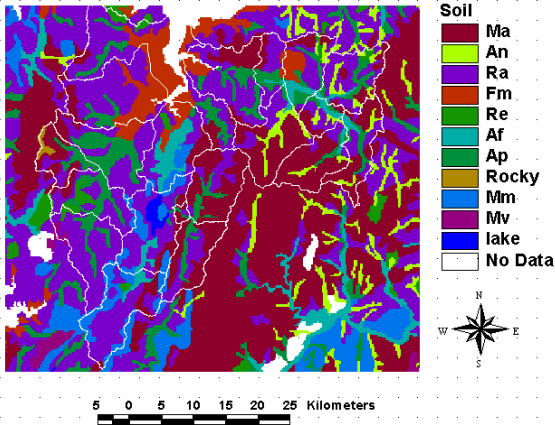 Soil
Ma
An
Ra
Fm
Re
Af
Ap
Rocky
Mm
Mv
lake
No Data
N
W E
S
5 0 5 10 15 20 25 Kilometers